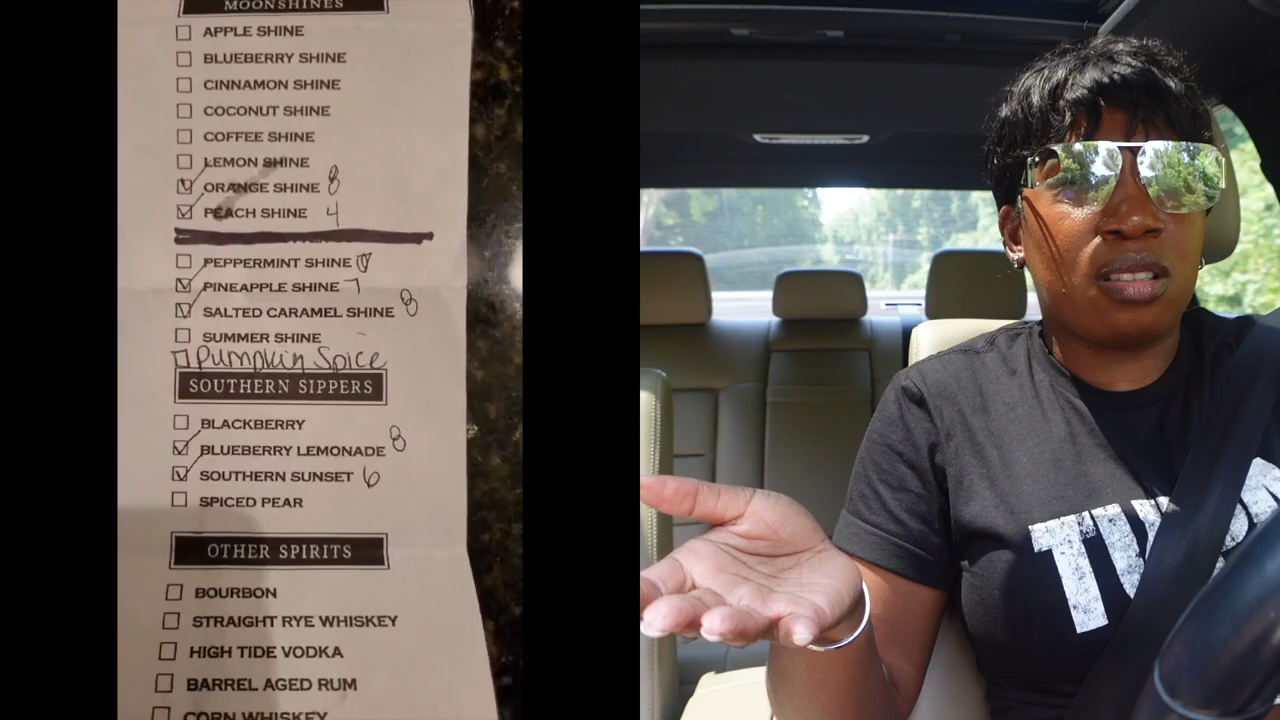 MOONSHINES
APPLE SHINE
BLUEBERRY SHINE
CINNAMON SHINE
COCONUT SHINE
COFFEE SHINE
LEMON SHINE
ORANGE SHINE 8
PEACH SHINE 4
PEPPERMINT SHINE
PINEAPPLE SHINE 7
SALTED CARAMEL SHINE 8
SUMMER SHINE
Pumpkin Spice
SOUTHERN SIPPERS
BLACKBERRY
BLUEBERRY LEMONADE 8
SOUTHERN SUNSET 6
SPICED PEAR
OTHER SPIRITS
BOURBON
STRAIGHT RYE WHISKEY
HIGH TIDE VODKA
BARREL AGED RUM
CORN WHISKEY